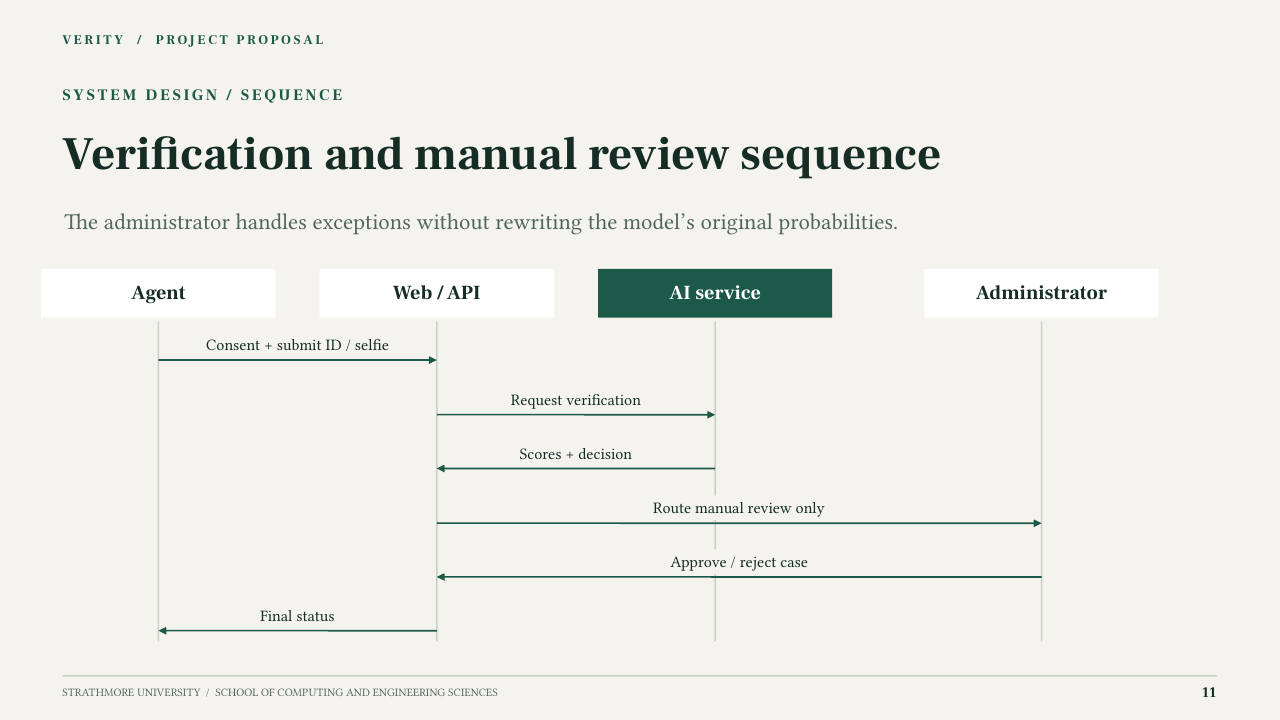 VERITY / PROJECT PROPOSAL
SYSTEM DESIGN / SEQUENCE
Verification and manual review sequence
The administrator handles exceptions without rewriting the model’s original probabilities.
Agent
Web / API
AI service
Administrator
Consent + submit ID / selfie
Request verification
Scores + decision
Route manual review only
Approve / reject case
Final status
STRATHMORE UNIVERSITY / SCHOOL OF COMPUTING AND ENGINEERING SCIENCES
11